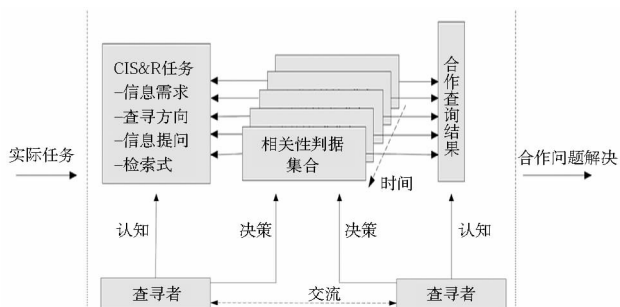 CIS&R任务
–信息需求
–查寻方向
–信息提问
–检索式
相关性判据
集合
合作查询结果
时间
实际任务
合作问题解决
认知
决策
决策
认知
查寻者
交流
查寻者